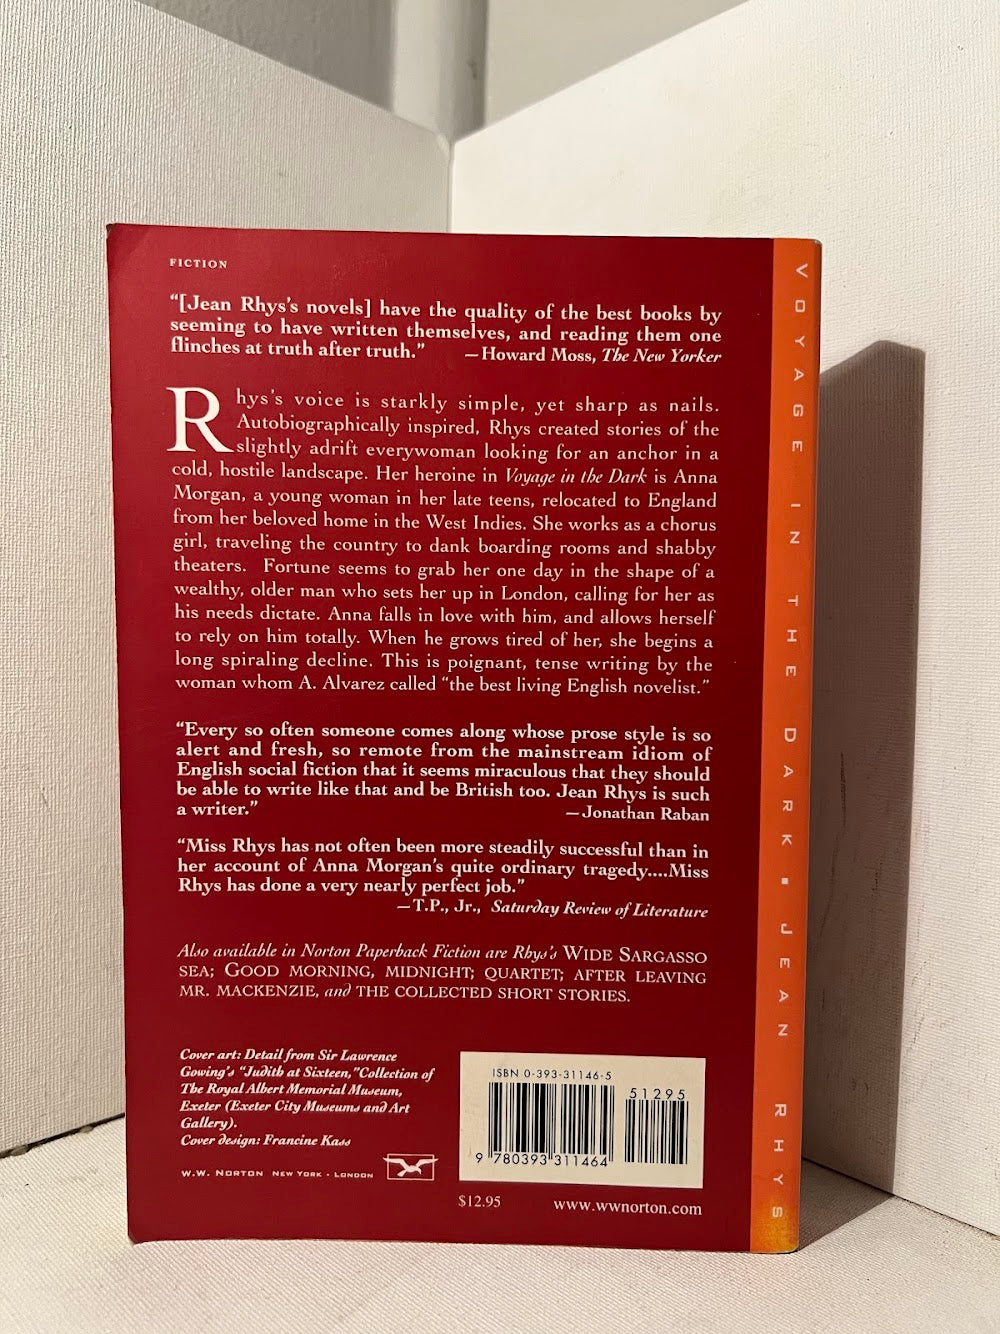 FICTION
“[Jean Rhys’s novels] have the quality of the best books by
seeming to have written themselves, and reading them one
flinches at truth after truth.” —Howard Moss, The New Yorker
Rhys’s voice is starkly simple, yet sharp as nails.
Autobiographically inspired, Rhys created stories of the
slightly adrift everywoman looking for an anchor in a
cold, hostile landscape. Her heroine in Voyage in the Dark is Anna
Morgan, a young woman in her late teens, relocated to England
from her beloved home in the West Indies. She works as a chorus
girl, traveling the country to dank boarding rooms and shabby
theaters. Fortune seems to grab her one day in the shape of a
wealthy, older man who sets her up in London, calling for her as
his needs dictate. Anna falls in love with him, and allows herself
to rely on him totally. When he grows tired of her, she begins a
long spiraling decline. This is poignant, tense writing by the
woman whom A. Alvarez called “the best living English novelist.”
“Every so often someone comes along whose prose style is so
alert and fresh, so remote from the mainstream idiom of
English social fiction that it seems miraculous that they should
be able to write like that and be British too. Jean Rhys is such
a writer.” —Jonathan Raban
“Miss Rhys has not often been more steadily successful than in
her account of Anna Morgan’s quite ordinary tragedy....Miss
Rhys has done a very nearly perfect job.”
—T.P., Jr., Saturday Review of Literature
Also available in Norton Paperback Fiction are Rhys’s WIDE SARGASSO
SEA; GOOD MORNING, MIDNIGHT; QUARTET; AFTER LEAVING
MR. MACKENZIE, and THE COLLECTED SHORT STORIES.
Cover art: Detail from Sir Lawrence
Gowing’s “Judith at Sixteen,”Collection of
The Royal Albert Memorial Museum,
Exeter (Exeter City Museums and Art
Gallery).
Cover design: Francine Kass
W.W. NORTON NEW YORK • LONDON
ISBN 0-393-31146-5
51295
9 780393 311464
$12.95
www.wwnorton.com
VOYAGE IN THE DARK ▪ JEAN RHYS